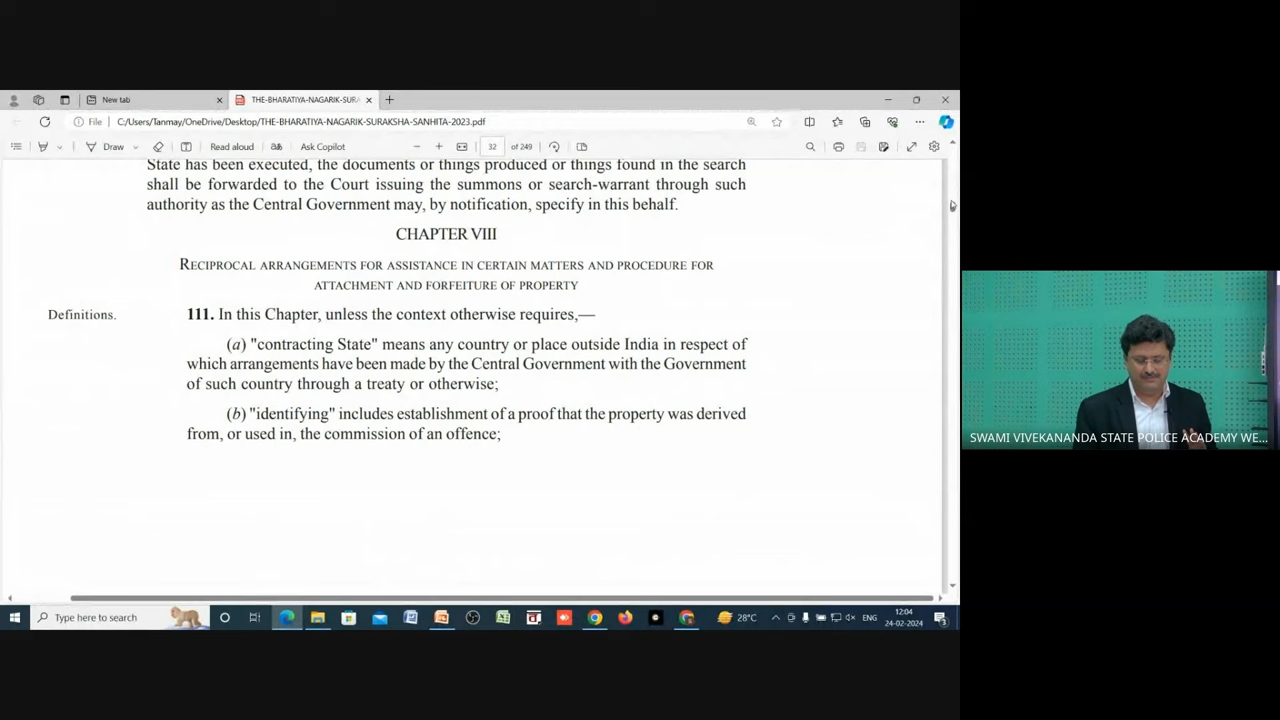 New tab
THE-BHARATIYA-NAGARIK-SURA
File C:/Users/Tanmay/OneDrive/Desktop/THE-BHARATIYA-NAGARIK-SURAKSHA-SANHITA-2023.pdf
Draw Read aloud Ask Copilot 32 of 249
State has been executed, the documents or things produced or things found in the search
shall be forwarded to the Court issuing the summons or search-warrant through such
authority as the Central Government may, by notification, specify in this behalf.
CHAPTER VIII
RECIPROCAL ARRANGEMENTS FOR ASSISTANCE IN CERTAIN MATTERS AND PROCEDURE FOR
ATTACHMENT AND FORFEITURE OF PROPERTY
Definitions. 111. In this Chapter, unless the context otherwise requires,—
(a) "contracting State" means any country or place outside India in respect of
which arrangements have been made by the Central Government with the Government
of such country through a treaty or otherwise;
(b) "identifying" includes establishment of a proof that the property was derived
from, or used in, the commission of an offence;
SWAMI VIVEKANANDA STATE POLICE ACADEMY WE...
Type here to search
28°C
ENG
12:04
24-02-2024